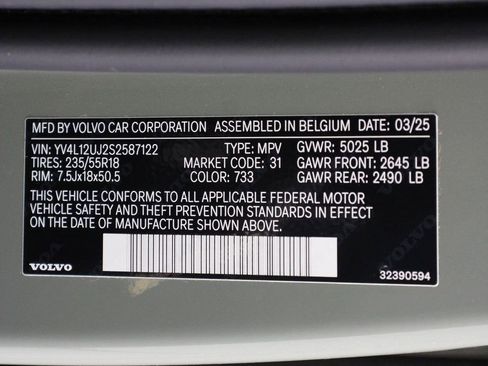 MFD BY VOLVO CAR CORPORATION ASSEMBLED IN BELGIUM DATE: 03/25
VIN: YV4L12UJ2S2587122 TYPE: MPV GVWR: 5025 LB
TIRES: 235/55R18 MARKET CODE: 31 GAWR FRONT: 2645 LB
RIM: 7.5Jx18x50.5 COLOR: 733 GAWR REAR: 2490 LB
THIS VEHICLE CONFORMS TO ALL APPLICABLE FEDERAL MOTOR
VEHICLE SAFETY AND THEFT PREVENTION STANDARDS IN EFFECT
ON THE DATE OF MANUFACTURE SHOWN ABOVE.
VOLVO 32390594